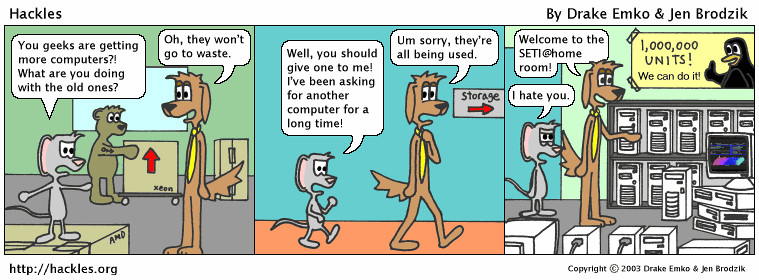 Hackles
By Drake Emko & Jen Brodzik
You geeks are getting
more computers?!
What are you doing
with the old ones?
Oh, they won't
go to waste.
xeon
AMD
Well, you should
give one to me!
I've been asking
for another
computer for a
long time!
Um sorry, they're
all being used.
Storage
Welcome to the
SETI@home
room!
I hate you.
1,000,000
UNITS!
We can do it!
http://hackles.org
Copyright © 2003 Drake Emko & Jen Brodzik